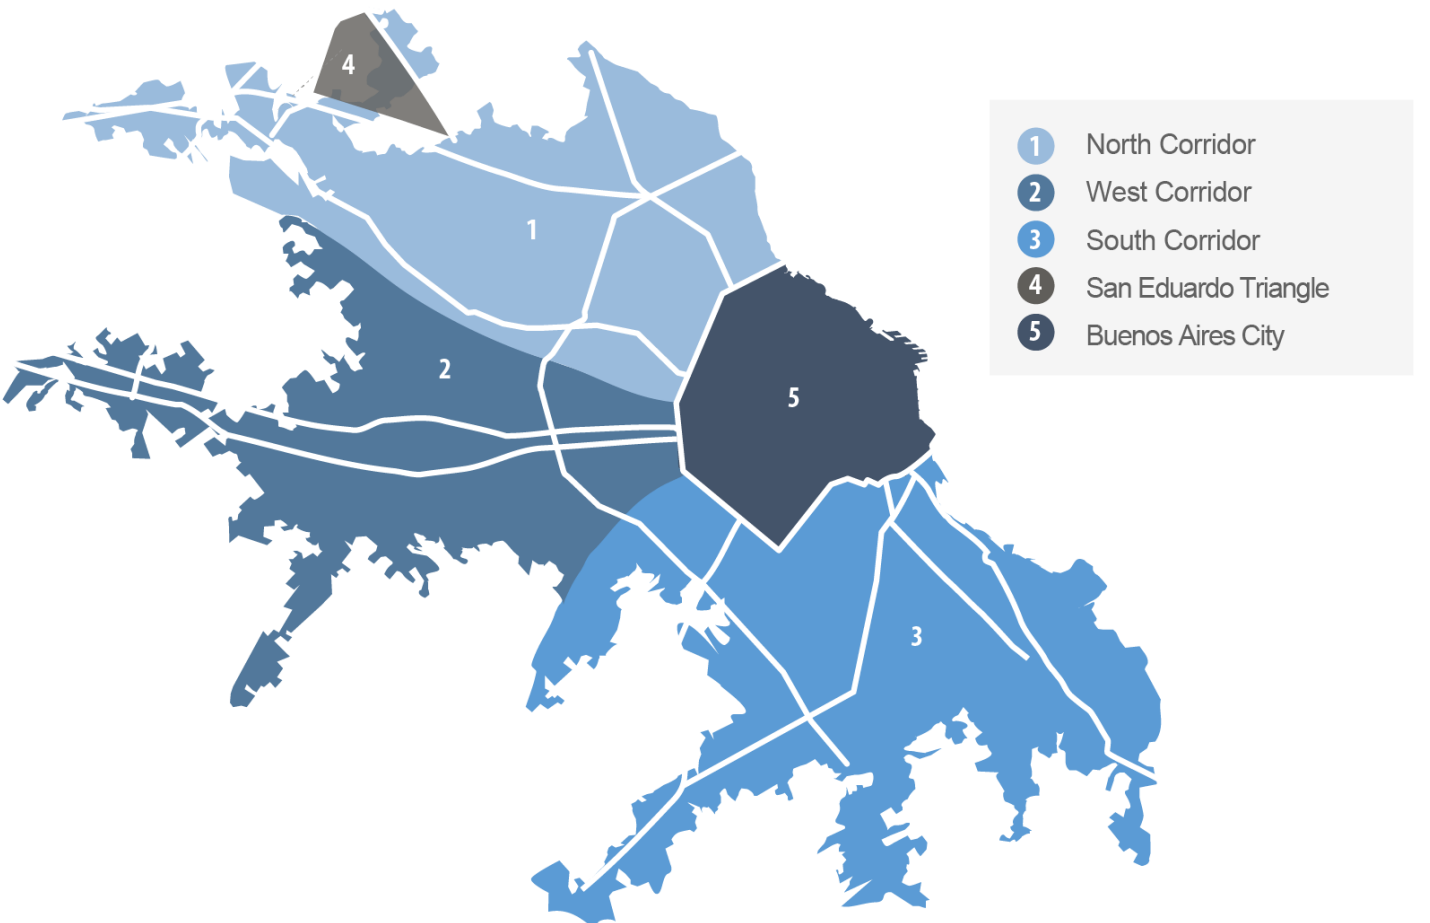 4
1
2
5
3
1 North Corridor
2 West Corridor
3 South Corridor
4 San Eduardo Triangle
5 Buenos Aires City